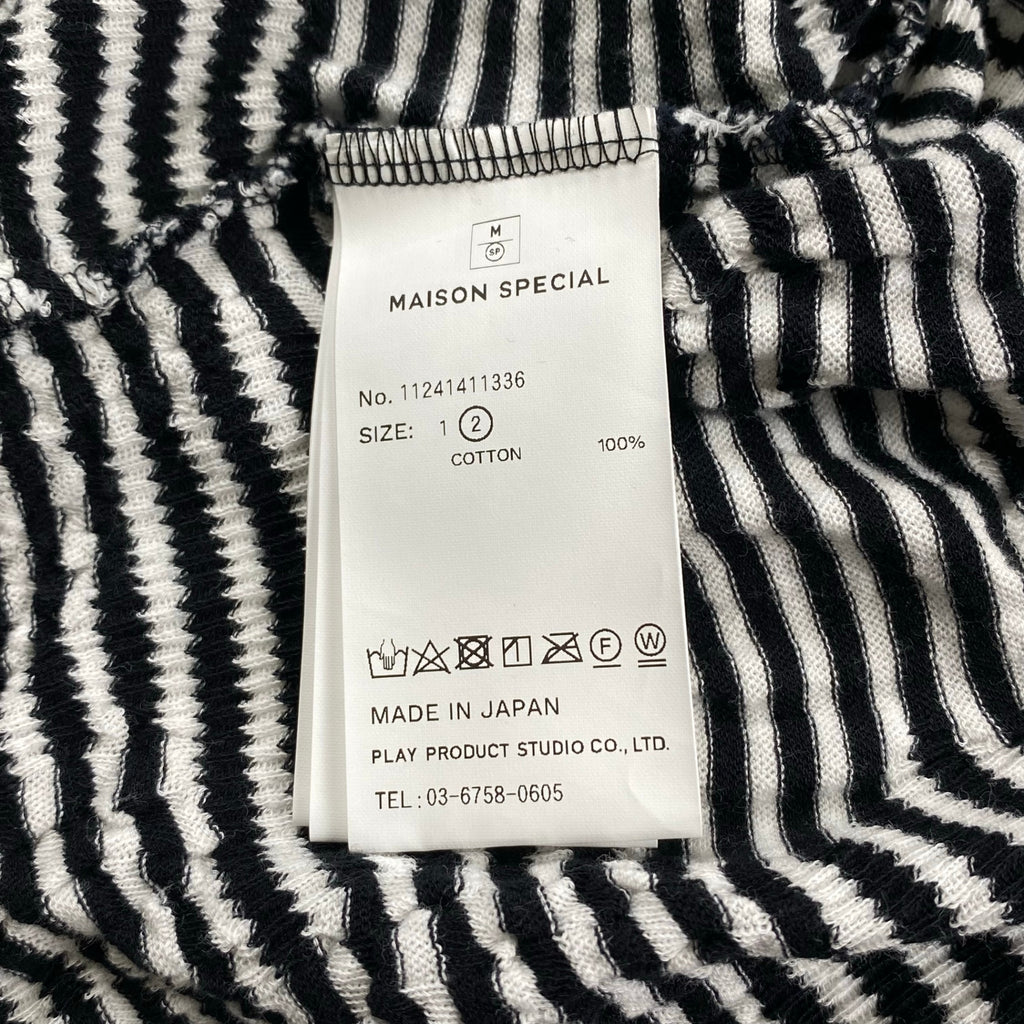 M
SP
MAISON SPECIAL
No. 11241411336
SIZE: 1 2
COTTON 100%
F W
MADE IN JAPAN
PLAY PRODUCT STUDIO CO., LTD.
TEL : 03-6758-0605